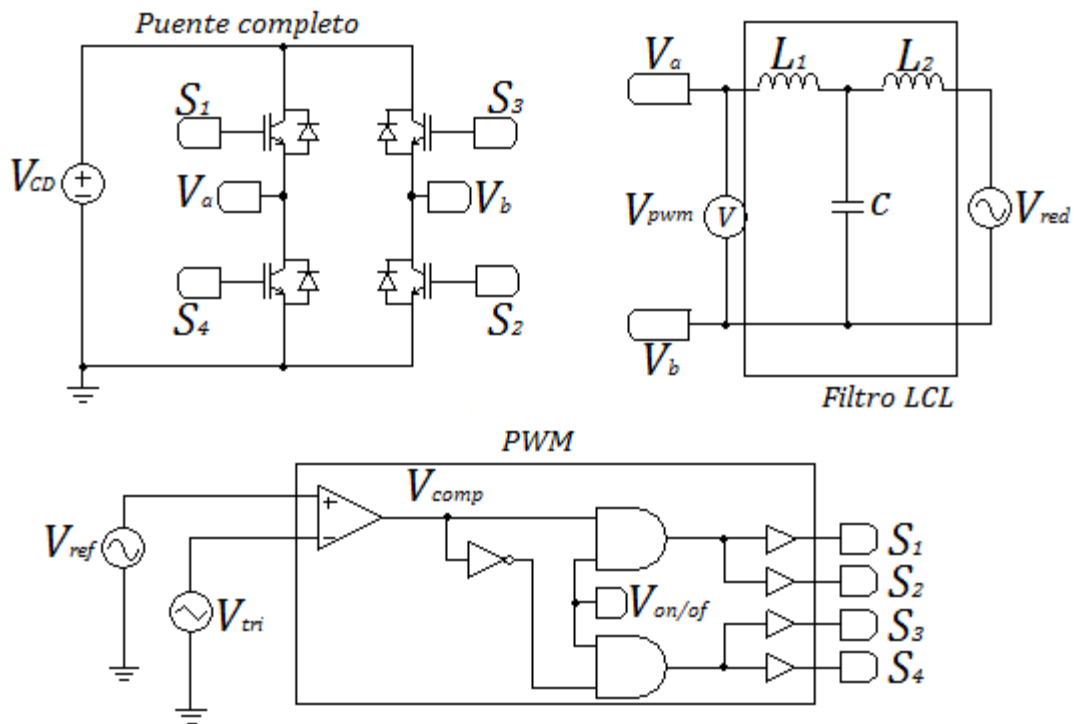 Puente completo
S1
S3
VCD
+
−
Va
Vb
S4
S2
Va
L1
L2
Vpwm
V
C
Vred
Vb
Filtro LCL
PWM
Vref
+
−
Vcomp
Vtri
Von/of
S1
S2
S3
S4